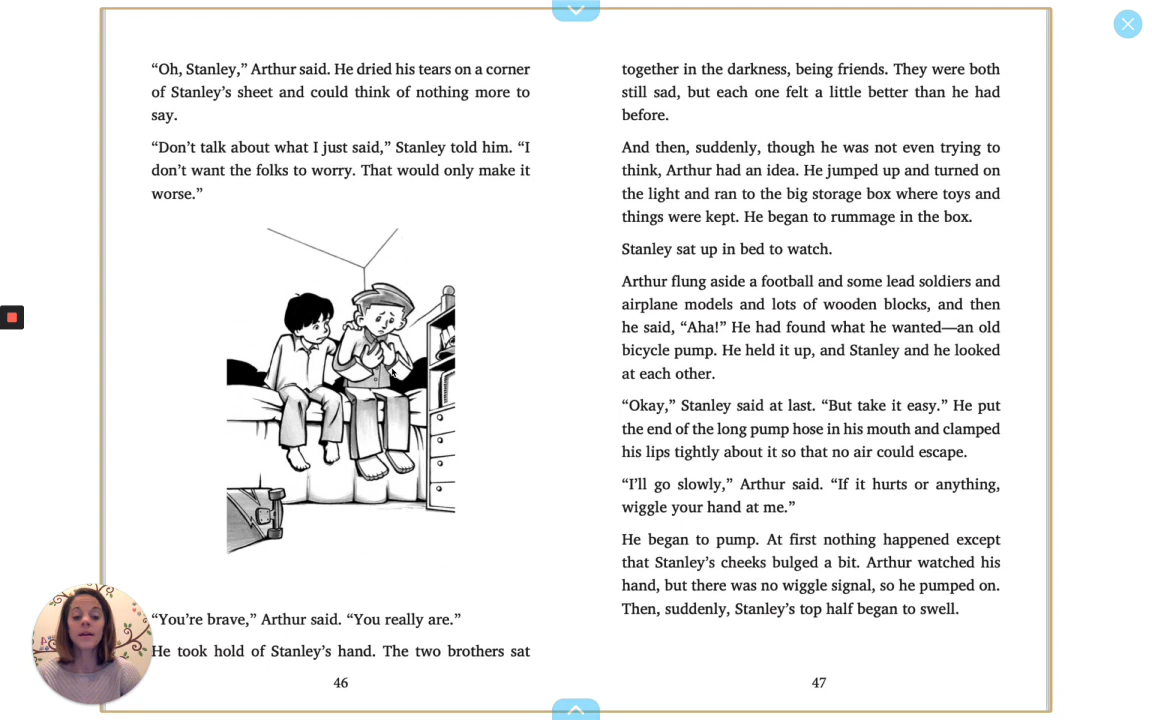 “Oh, Stanley,” Arthur said. He dried his tears on a corner
of Stanley’s sheet and could think of nothing more to
say.
“Don’t talk about what I just said,” Stanley told him. “I
don’t want the folks to worry. That would only make it
worse.”
“You’re brave,” Arthur said. “You really are.”
He took hold of Stanley’s hand. The two brothers sat
46
together in the darkness, being friends. They were both
still sad, but each one felt a little better than he had
before.
And then, suddenly, though he was not even trying to
think, Arthur had an idea. He jumped up and turned on
the light and ran to the big storage box where toys and
things were kept. He began to rummage in the box.
Stanley sat up in bed to watch.
Arthur flung aside a football and some lead soldiers and
airplane models and lots of wooden blocks, and then
he said, “Aha!” He had found what he wanted—an old
bicycle pump. He held it up, and Stanley and he looked
at each other.
“Okay,” Stanley said at last. “But take it easy.” He put
the end of the long pump hose in his mouth and clamped
his lips tightly about it so that no air could escape.
“I’ll go slowly,” Arthur said. “If it hurts or anything,
wiggle your hand at me.”
He began to pump. At first nothing happened except
that Stanley’s cheeks bulged a bit. Arthur watched his
hand, but there was no wiggle signal, so he pumped on.
Then, suddenly, Stanley’s top half began to swell.
47